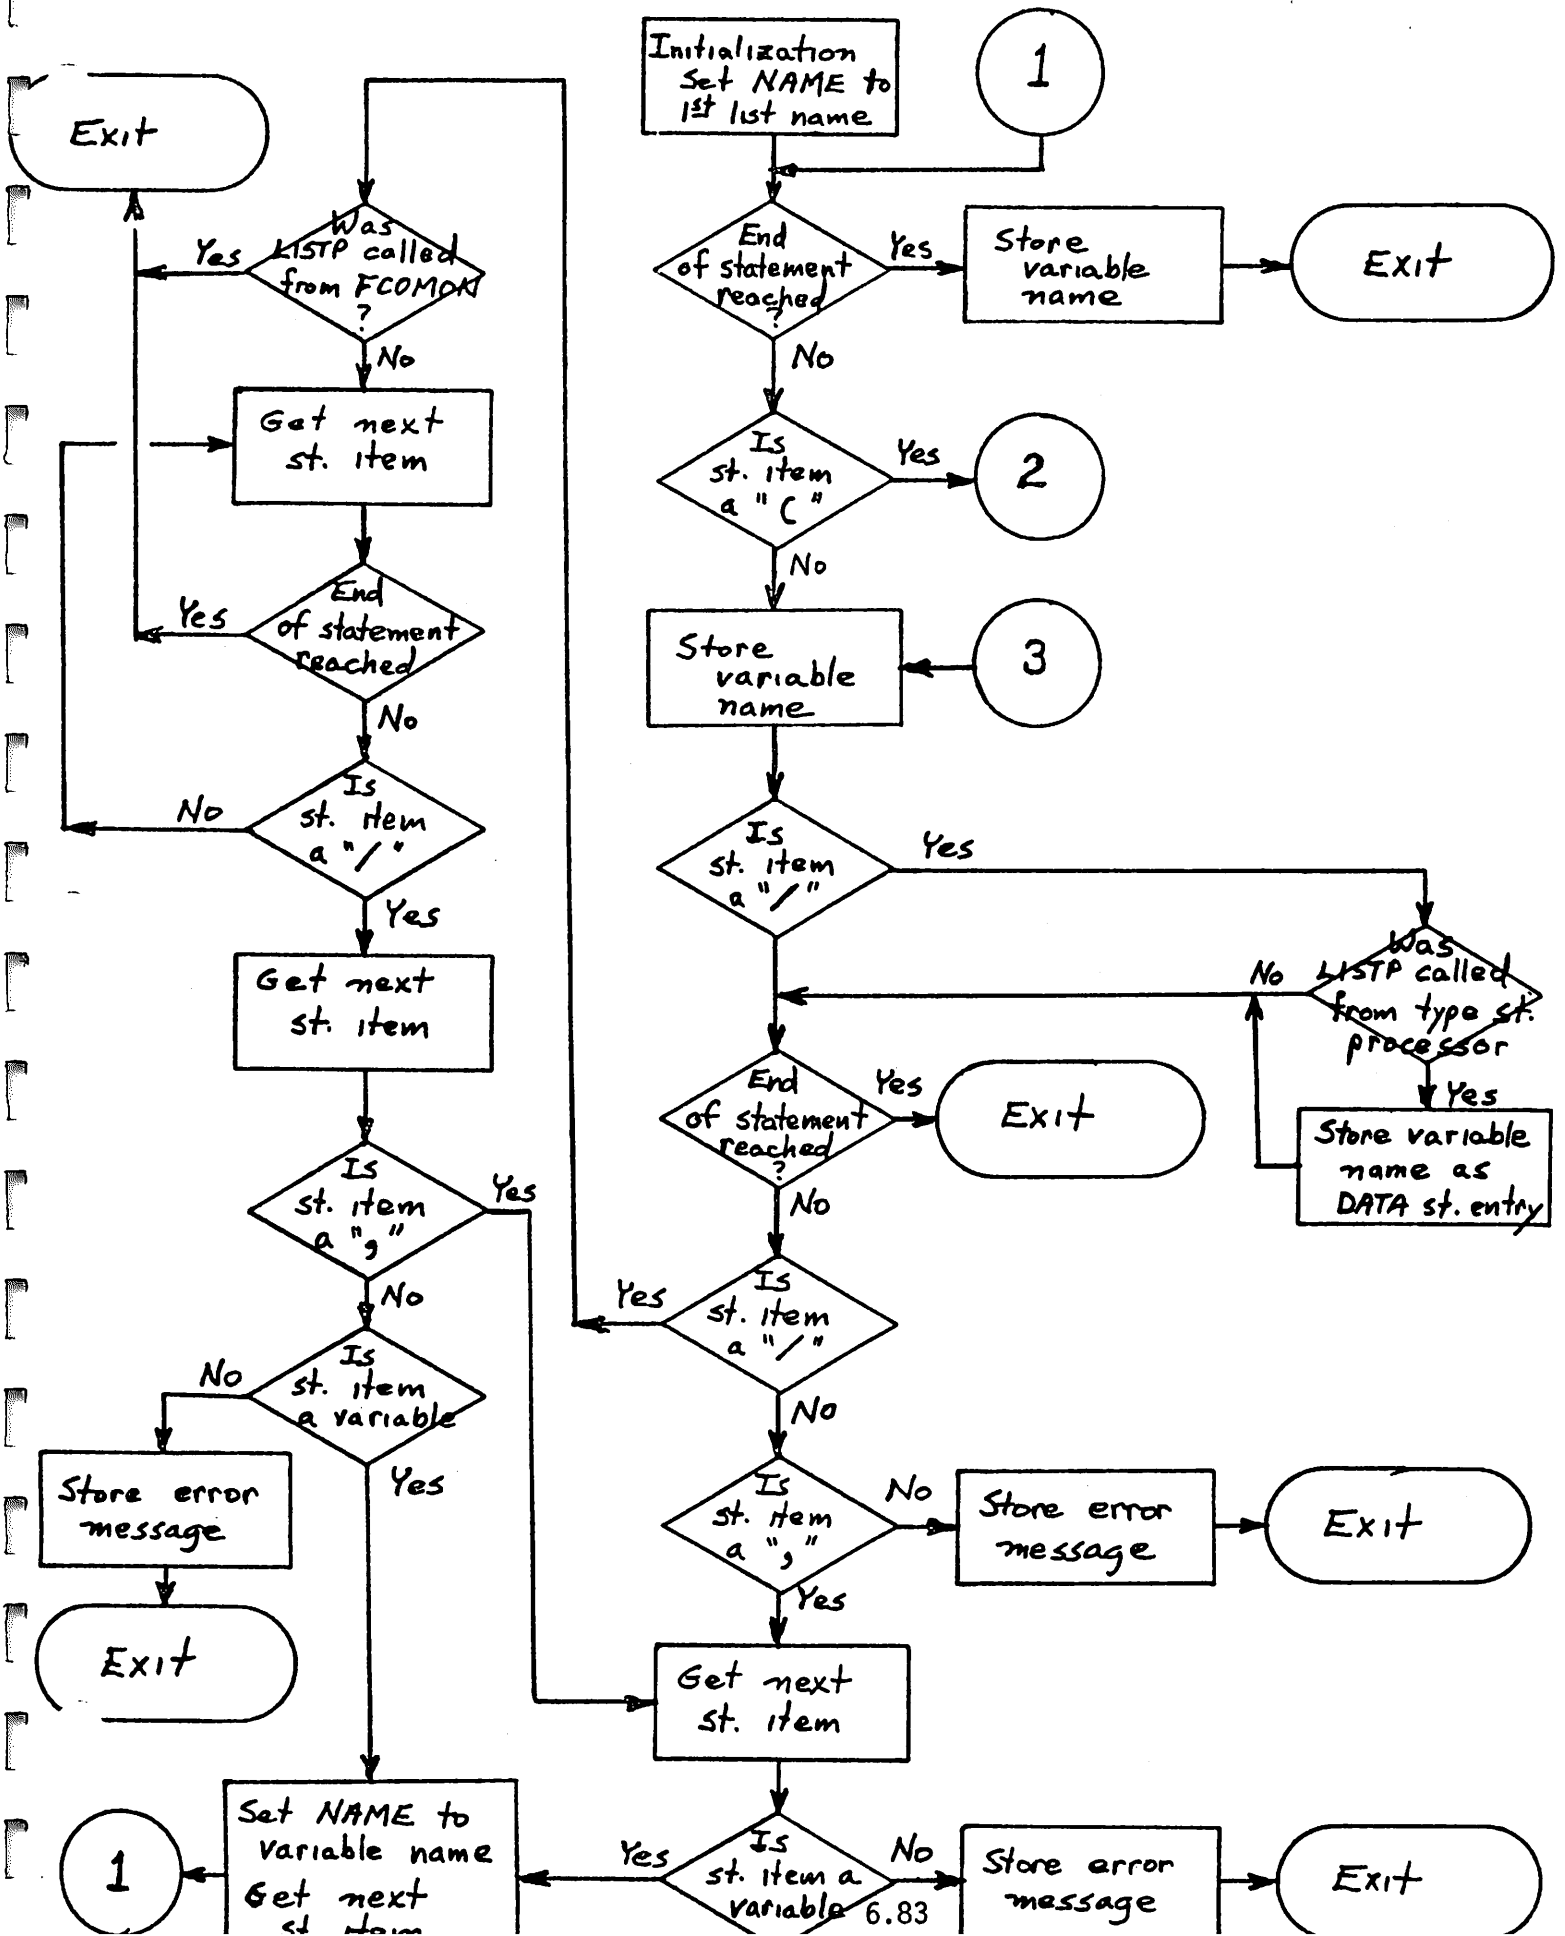 Initialization
Set NAME to
1st list name
1
End
of statement
reached
?
Yes
Store
variable
name
Exit
No
Is
st. item
a "("
Yes
2
No
Store
variable
name
3
Is
st. item
a "/"
Yes
Was
LISTP called
from type st.
processor
No
Yes
Store variable
name as
DATA st. entry
End
of statement
reached
?
Yes
Exit
No
Is
st. item
a "/"
Yes
No
Is
st. item
a ","
No
Store error
message
Exit
Yes
Get next
st. item
Is
st. item a
variable
Yes
No
Store error
message
Exit
Exit
Was
LISTP called
from FCOMON
?
Yes
No
Get next
st. item
End
of statement
reached
Yes
No
Is
st. item
a "/"
No
Yes
Get next
st. item
Is
st. item
a ","
Yes
No
Is
st. item
a variable
No
Store error
message
Exit
Yes
Set NAME to
variable name
Get next
st. item
1
6.83